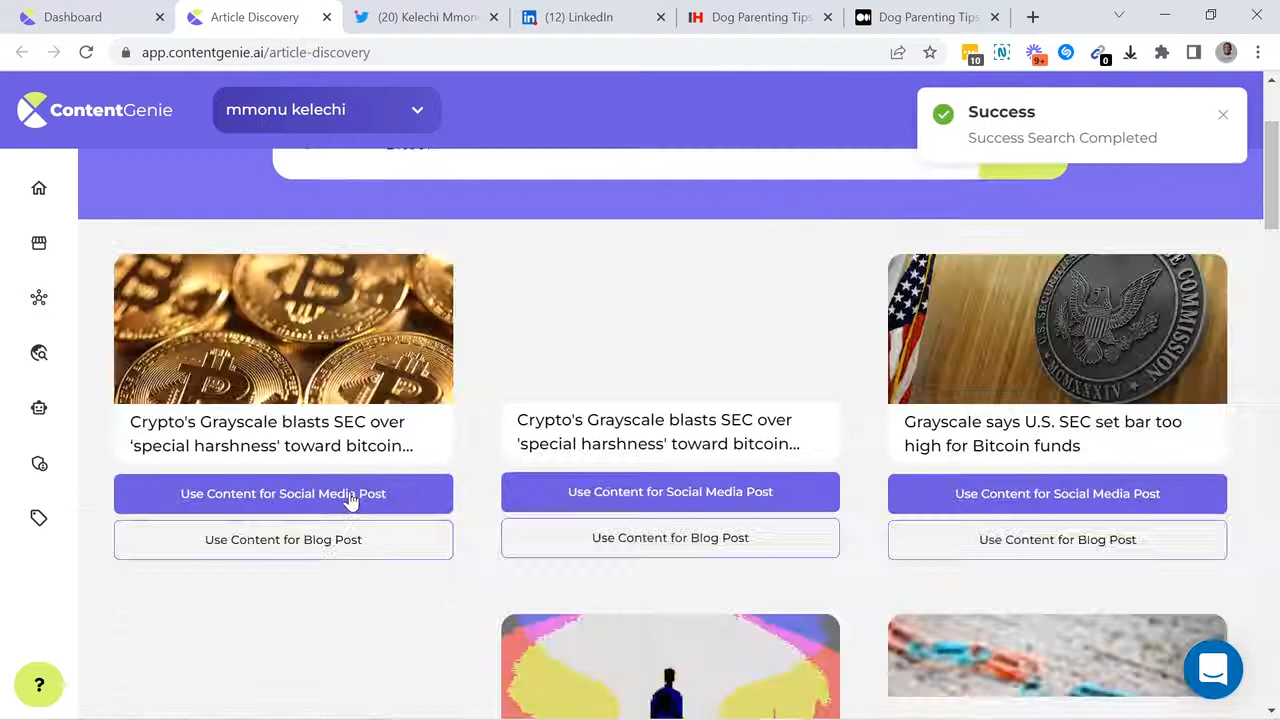 Dashboard
Article Discovery
(20) Kelechi Mmon
(12) LinkedIn
Dog Parenting Tips
Dog Parenting Tips
app.contentgenie.ai/article-discovery
10
9+
0
ContentGenie
mmonu kelechi
Success
Success Search Completed
Crypto's Grayscale blasts SEC over
‘special harshness' toward bitcoin...
Use Content for Social Media Post
Use Content for Blog Post
Crypto's Grayscale blasts SEC over
'special harshness' toward bitcoin...
Use Content for Social Media Post
Use Content for Blog Post
Grayscale says U.S. SEC set bar too
high for Bitcoin funds
Use Content for Social Media Post
Use Content for Blog Post
?